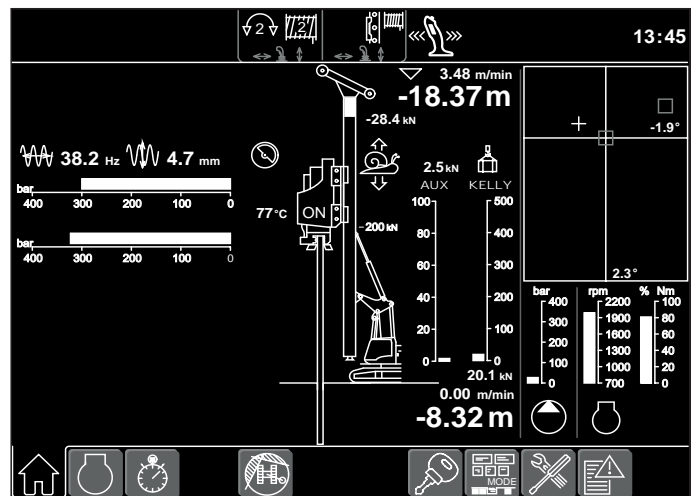 2 2
13:45
3.48 m/min
-18.37 m
-28.4 kN
-1.9°
38.2 Hz 4.7 mm
2.5 kN
AUX KELLY
bar
400 300 200 100 0
77°C ON
-200 kN
100 500
80 400
60 300
40 200
20 100
0 0
bar
400 300 200 100 0
2.3°
bar rpm % Nm
400 2200 100
300 1900 80
200 1600 60
1300 40
100 1000 20
0 700 0
20.1 kN
0.00 m/min
-8.32 m
MODE